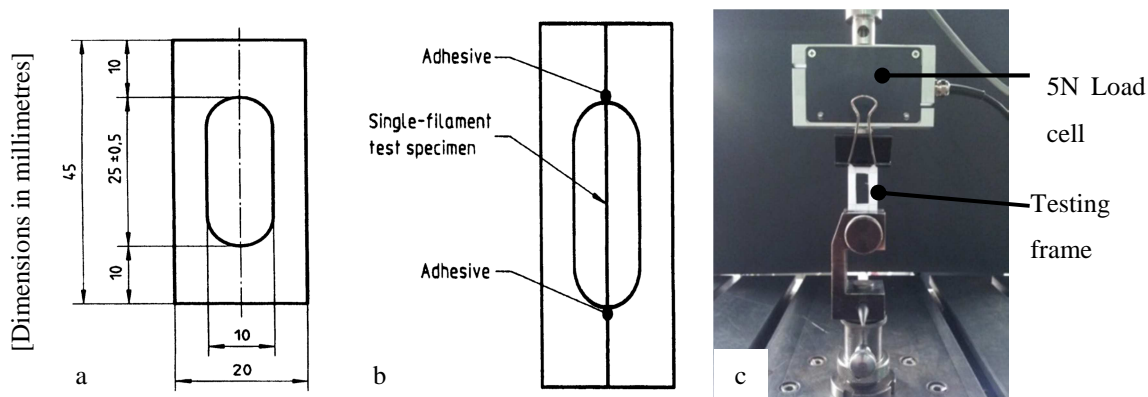 [Dimensions in millimetres]
45
10
25±0,5
10
10
20
a
Adhesive
Single-filament
test specimen
Adhesive
b
5N Load
cell
Testing
frame
c